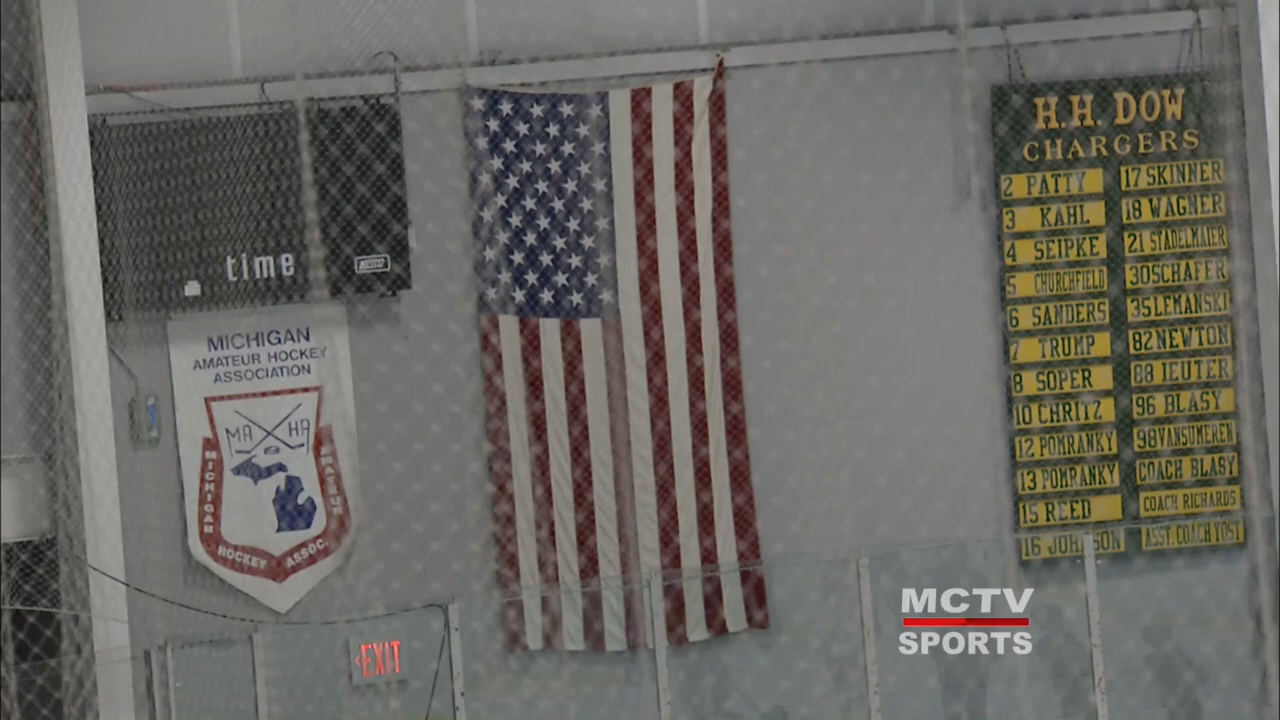 time
MICHIGAN
AMATEUR HOCKEY
ASSOCIATION
MA HA
MICHIGAN
AMATEUR
HOCKEY ASSOC.
EXIT
H.H. DOW
CHARGERS
2 PATTY
3 KAHL
4 SEIPKE
5 CHURCHFIELD
6 SANDERS
7 TRUMP
8 SOPER
10 CHRITZ
12 POMRANKY
13 POMRANKY
15 REED
16 JOHNSON
17 SKINNER
18 WAGNER
21 STADELMAIER
30 SCHAFER
35 LEMANSKI
82 NEWTON
88 IEUTER
96 BLASY
98 VANSUMEREN
COACH BLASY
COACH RICHARDS
ASST. COACH YOST
MCTV
SPORTS